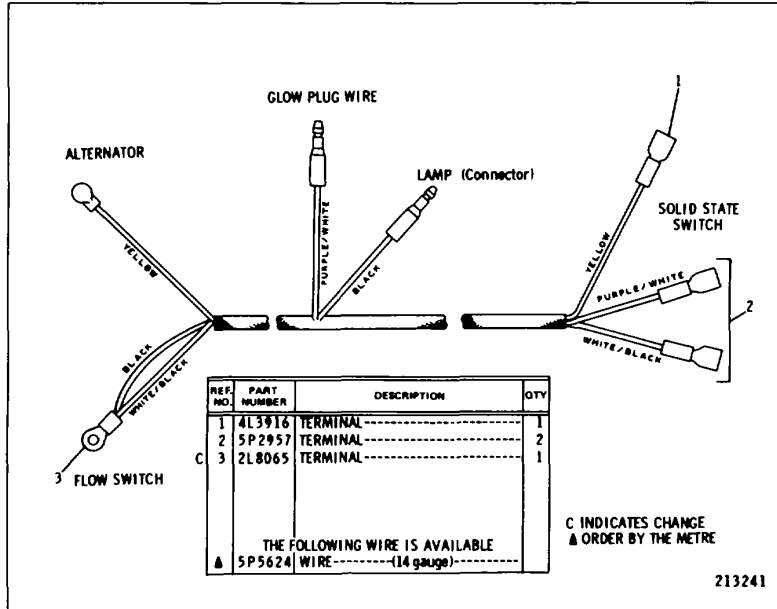 1
GLOW PLUG WIRE
ALTERNATOR
LAMP (Connector)
SOLID STATE
SWITCH
YELLOW
PURPLE/WHITE
BLACK
YELLOW
PURPLE/WHITE
2
WHITE/BLACK
BLACK
WHITE/BLACK
3 FLOW SWITCH
REF. NO. PART NUMBER DESCRIPTION QTY
1 4L3916 TERMINAL 1
2 5P2957 TERMINAL 2
C 3 2L8065 TERMINAL 1
THE FOLLOWING WIRE IS AVAILABLE
▲ 5P5624 WIRE (14 gauge)
C INDICATES CHANGE
▲ ORDER BY THE METRE
213241